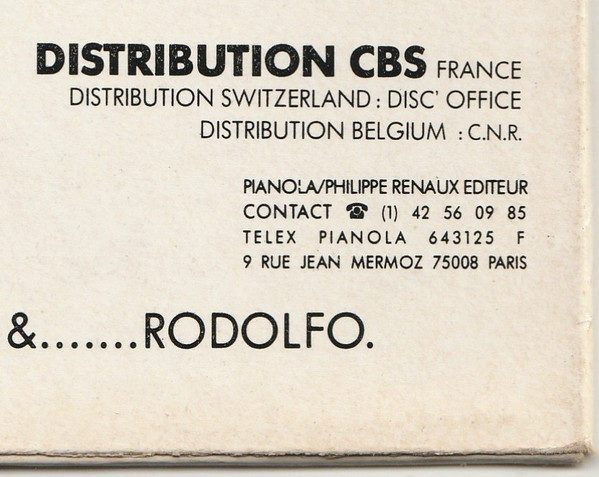 DISTRIBUTION CBS FRANCE
DISTRIBUTION SWITZERLAND : DISC' OFFICE
DISTRIBUTION BELGIUM : C.N.R.
PIANOLA/PHILIPPE RENAUX EDITEUR
CONTACT ☎ (1) 42 56 09 85
TELEX PIANOLA 643125 F
9 RUE JEAN MERMOZ 75008 PARIS
&.......RODOLFO.